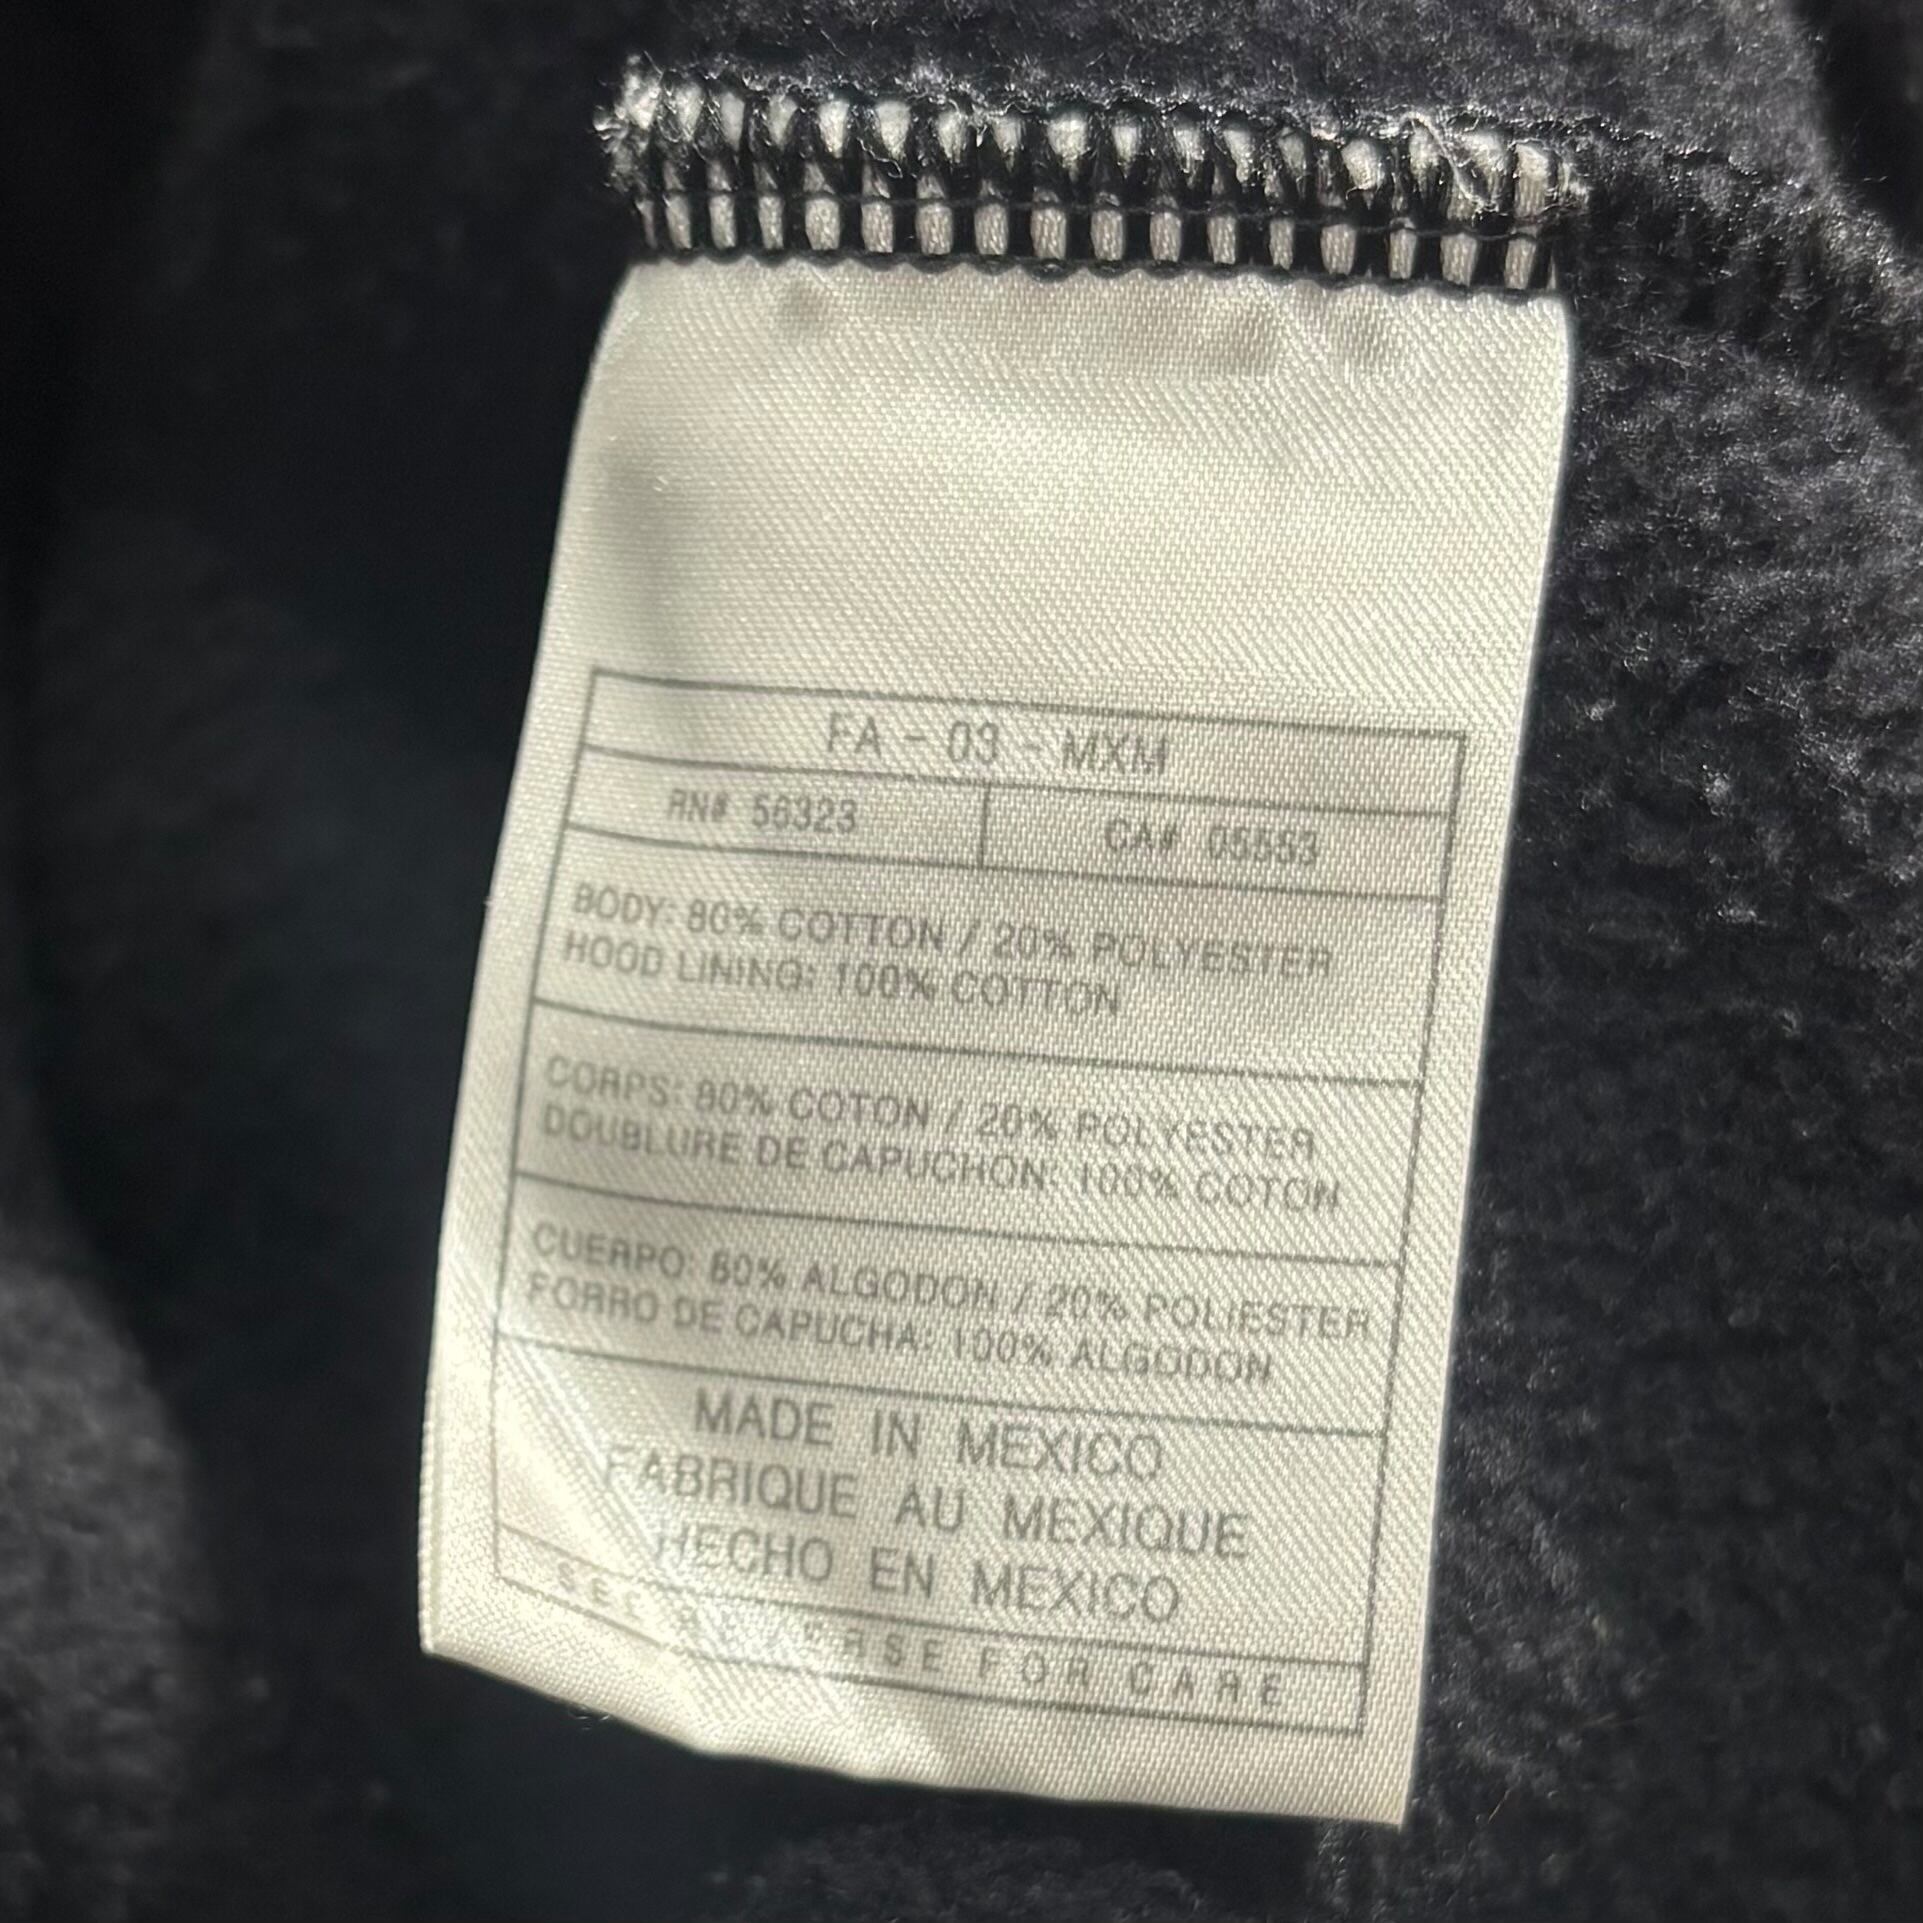 FA - 03 - MXM
RN# 56323
CA# 05553
BODY: 80% COTTON / 20% POLYESTER
HOOD LINING: 100% COTTON
CORPS: 80% COTON / 20% POLYESTER
DOUBLURE DE CAPUCHON: 100% COTON
CUERPO: 80% ALGODON / 20% POLIESTER
FORRO DE CAPUCHA: 100% ALGODON
MADE IN MEXICO
FABRIQUE AU MEXIQUE
HECHO EN MEXICO
SEE REVERSE FOR CARE